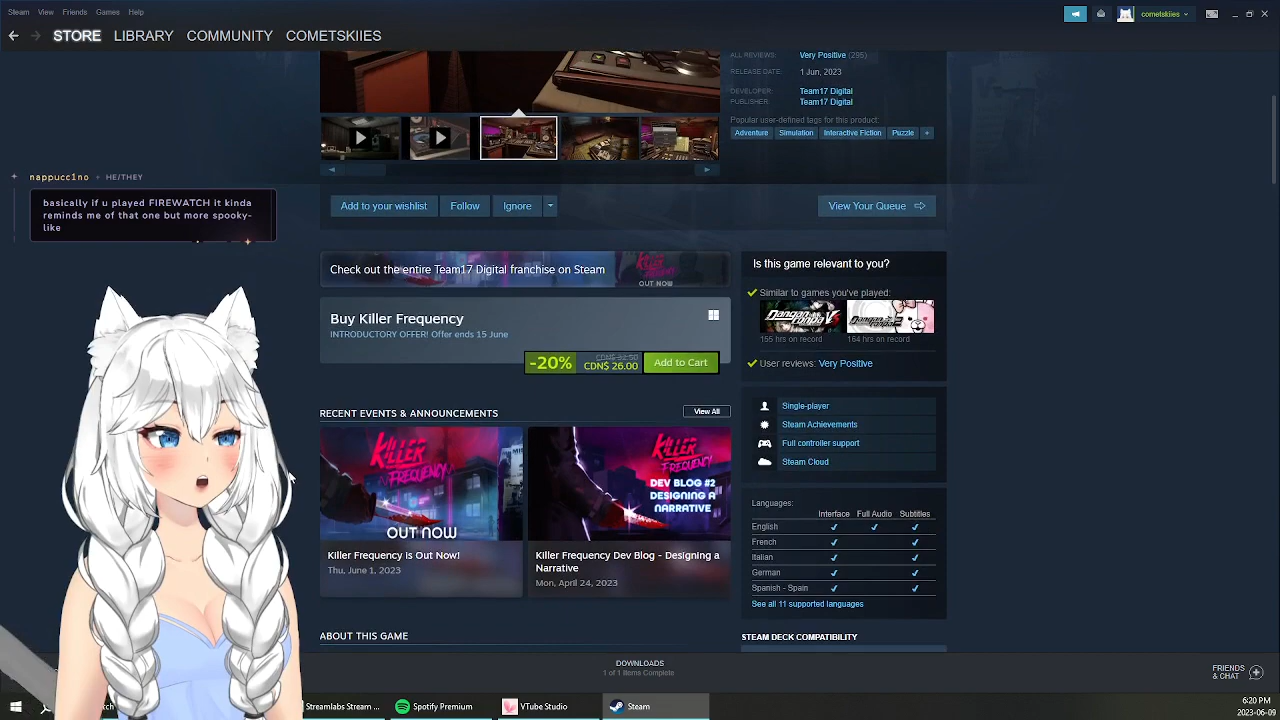 Steam View Friends Games Help
cometskiies
STORE LIBRARY COMMUNITY COMETSKIIES
ALL REVIEWS: Very Positive (295)
RELEASE DATE: 1 Jun, 2023
DEVELOPER: Team17 Digital
PUBLISHER: Team17 Digital
Popular user-defined tags for this product:
Adventure Simulation Interactive Fiction Puzzle +
nappucc1no HE/THEY
basically if u played FIREWATCH it kinda
reminds me of that one but more spooky-
like
Add to your wishlist Follow Ignore View Your Queue
Check out the entire Team17 Digital franchise on Steam
KILLER FREQUENCY
OUT NOW
Buy Killer Frequency
INTRODUCTORY OFFER! Offer ends 15 June
-20% CDN$ 26.00 Add to Cart
Is this game relevant to you?
Similar to games you've played:
155 hrs on record 164 hrs on record
User reviews: Very Positive
Single-player
Steam Achievements
Full controller support
Steam Cloud
RECENT EVENTS & ANNOUNCEMENTS View All
KILLER FREQUENCY
OUT NOW
Killer Frequency Is Out Now!
Thu, June 1, 2023
KILLER FREQUENCY
DEV BLOG #2
DESIGNING A
NARRATIVE
Killer Frequency Dev Blog - Designing a
Narrative
Mon, April 24, 2023
Languages:
Interface Full Audio Subtitles
English ✓ ✓ ✓
French ✓ ✓
Italian ✓ ✓
German ✓ ✓
Spanish - Spain ✓ ✓
See all 11 supported languages
ABOUT THIS GAME
STEAM DECK COMPATIBILITY
DOWNLOADS
1 of 1 Items Complete
FRIENDS
& CHAT
Streamlabs Stream ... Spotify Premium VTube Studio Steam
6:20 PM
2023-06-09